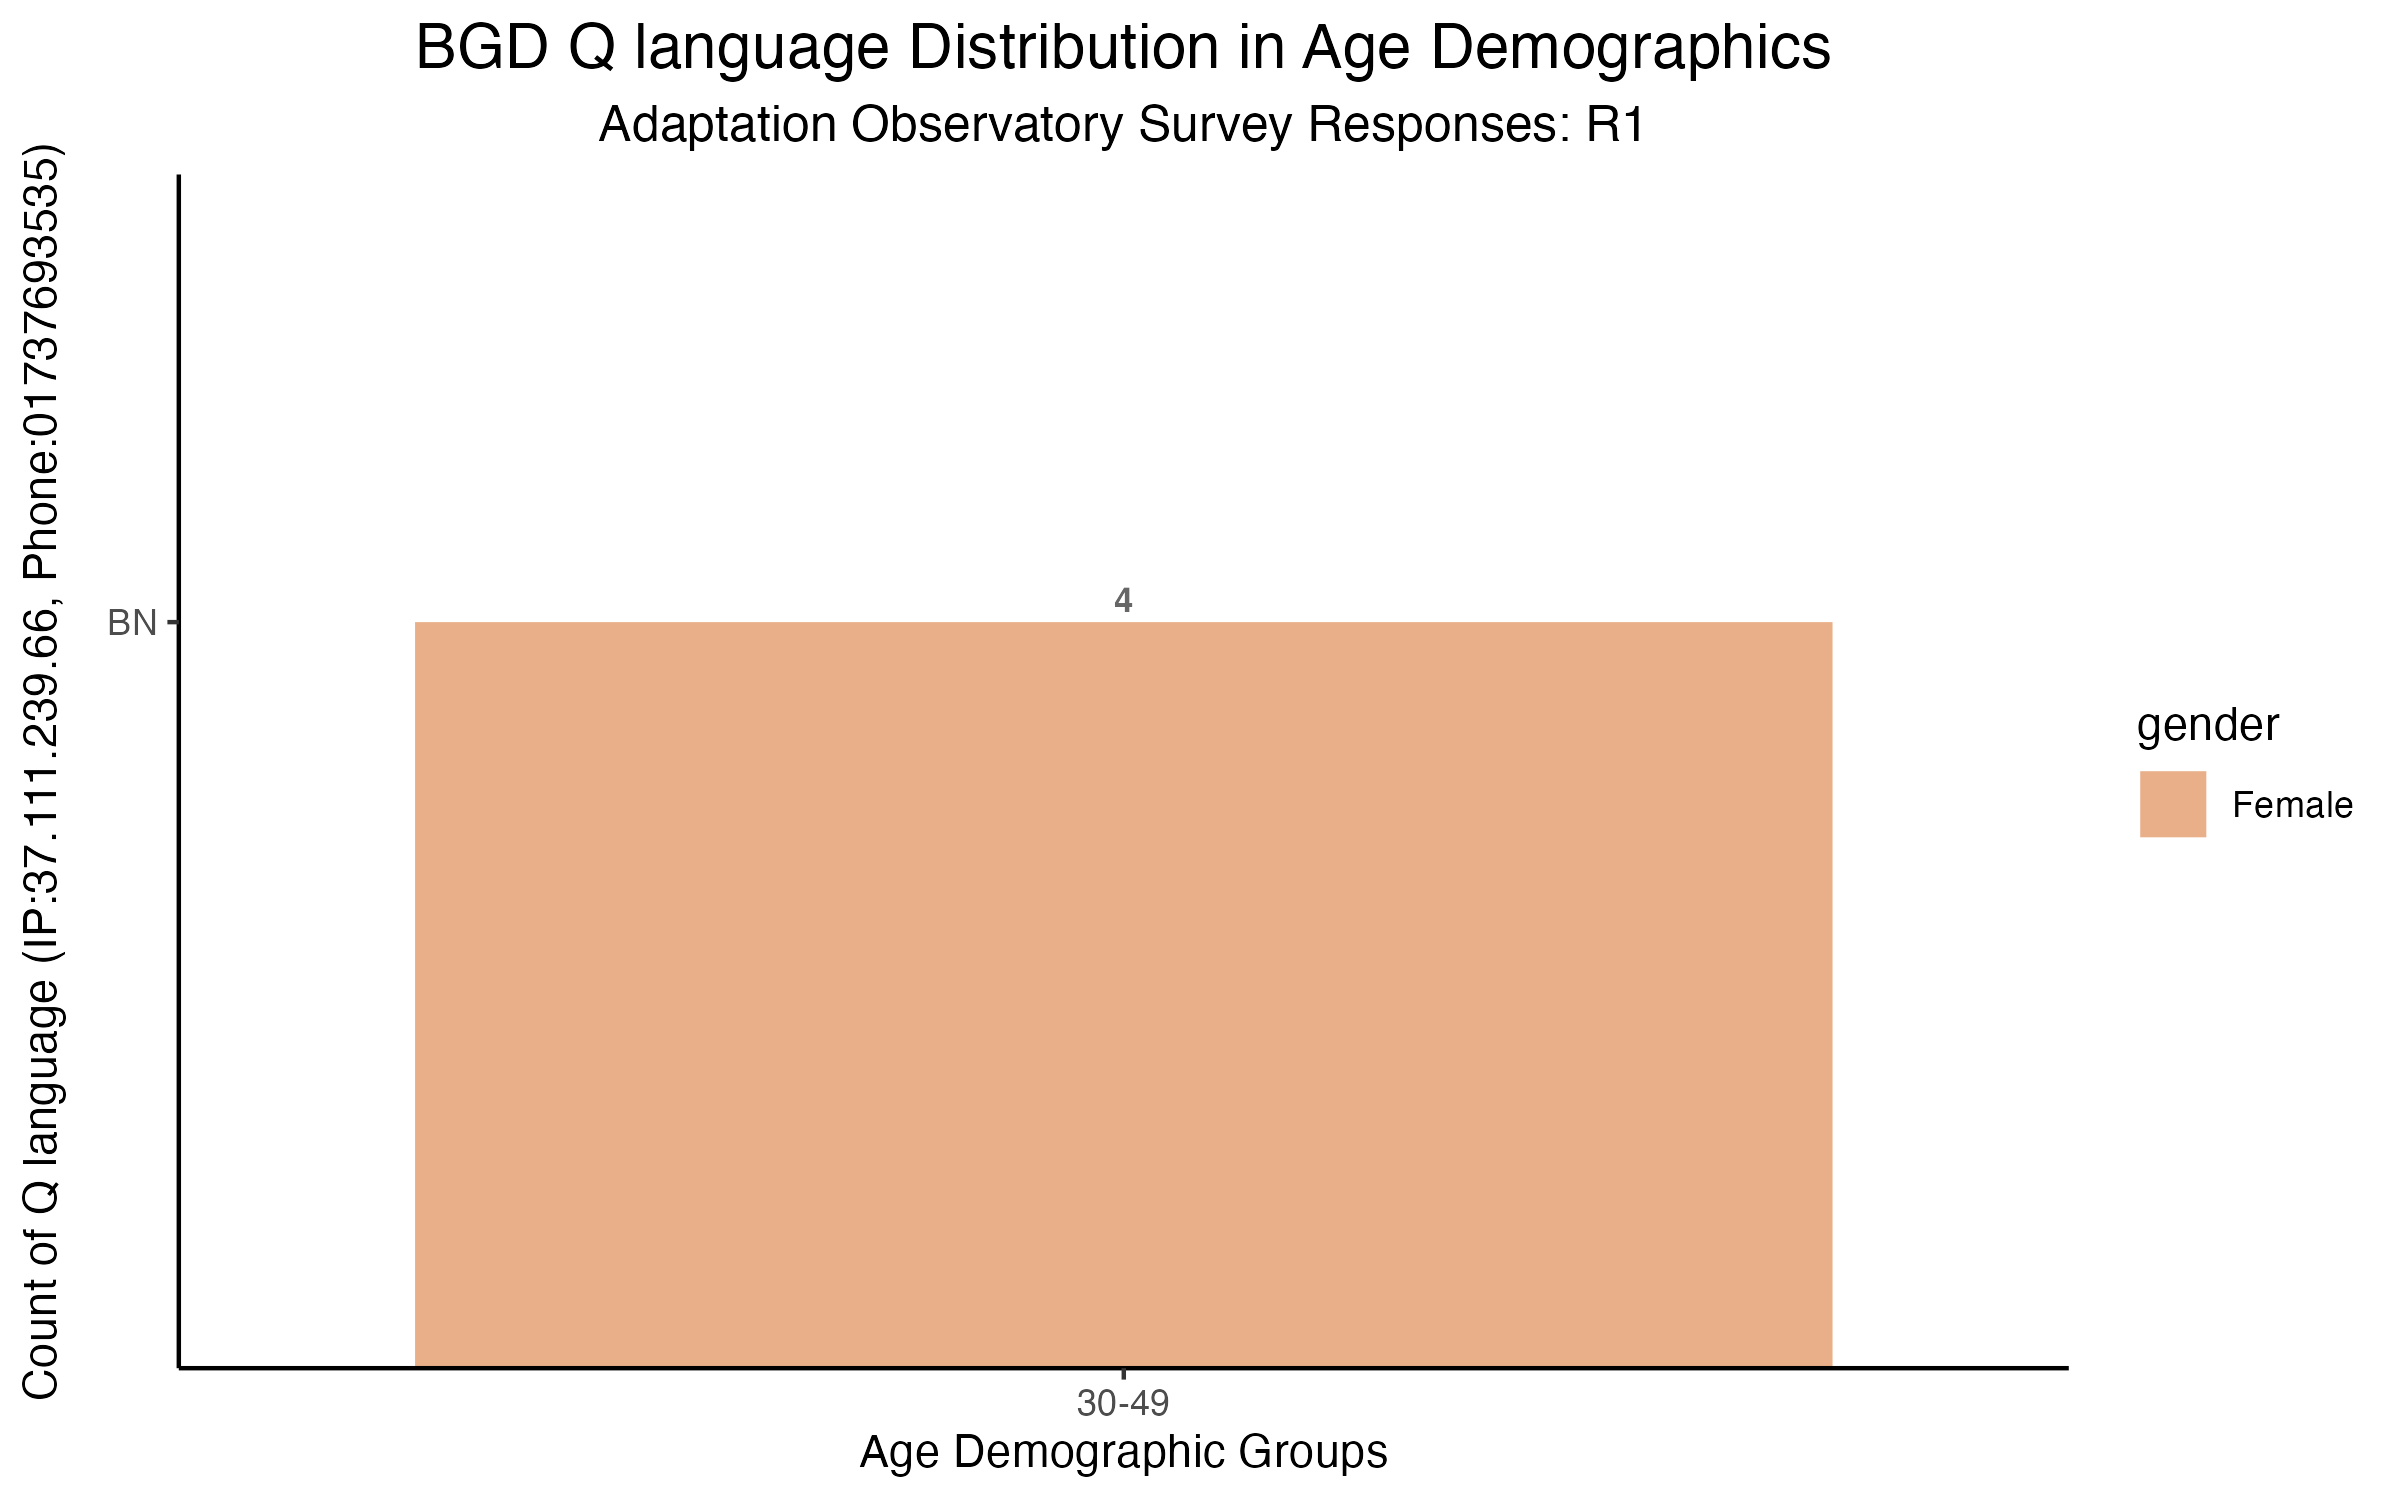 BGD Q language Distribution in Age Demographics
Adaptation Observatory Survey Responses: R1
Count of Q language (IP:37.111.239.66, Phone:01737693535)
BN
4
30-49
Age Demographic Groups
gender
Female